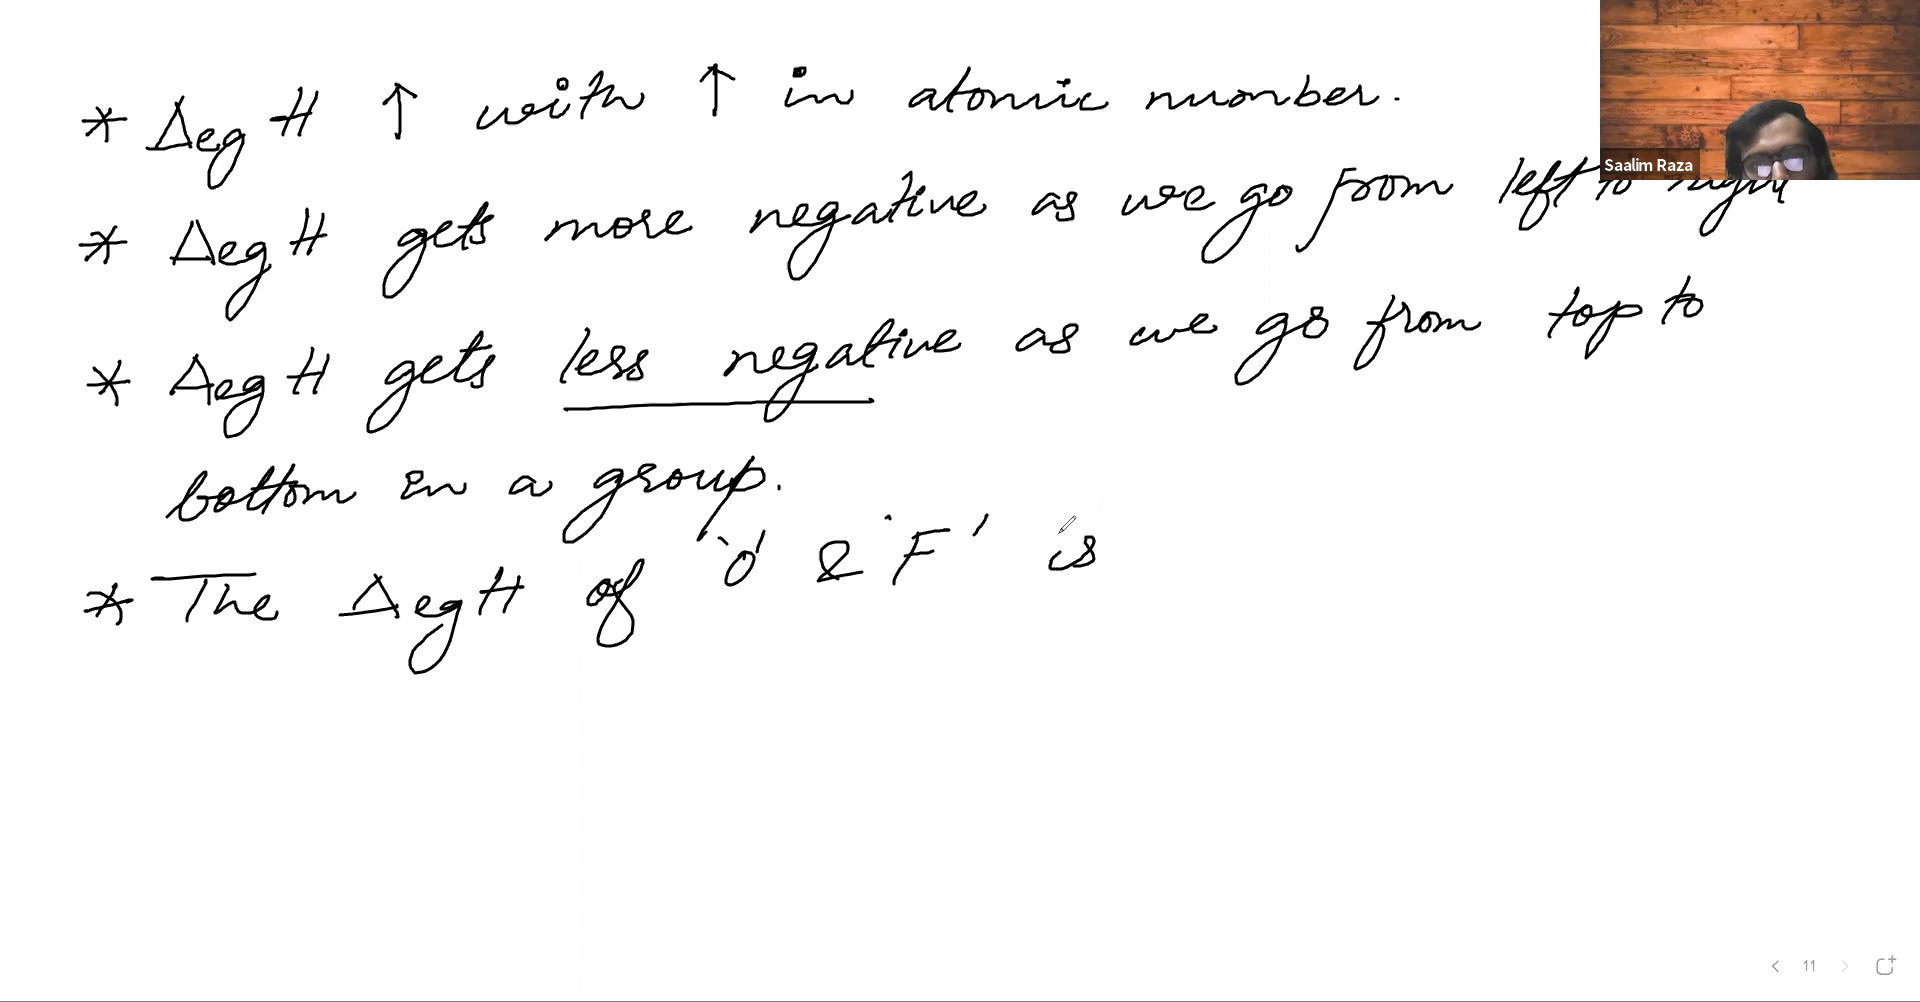 * ΔegH ↑ with ↑ in atomic number.
Saalim Raza
* ΔegH gets more negative as we go from left to right
* ΔegH gets less negative as we go from top to
bottom in a group.
* The ΔegH of 'O' & 'F' is
11